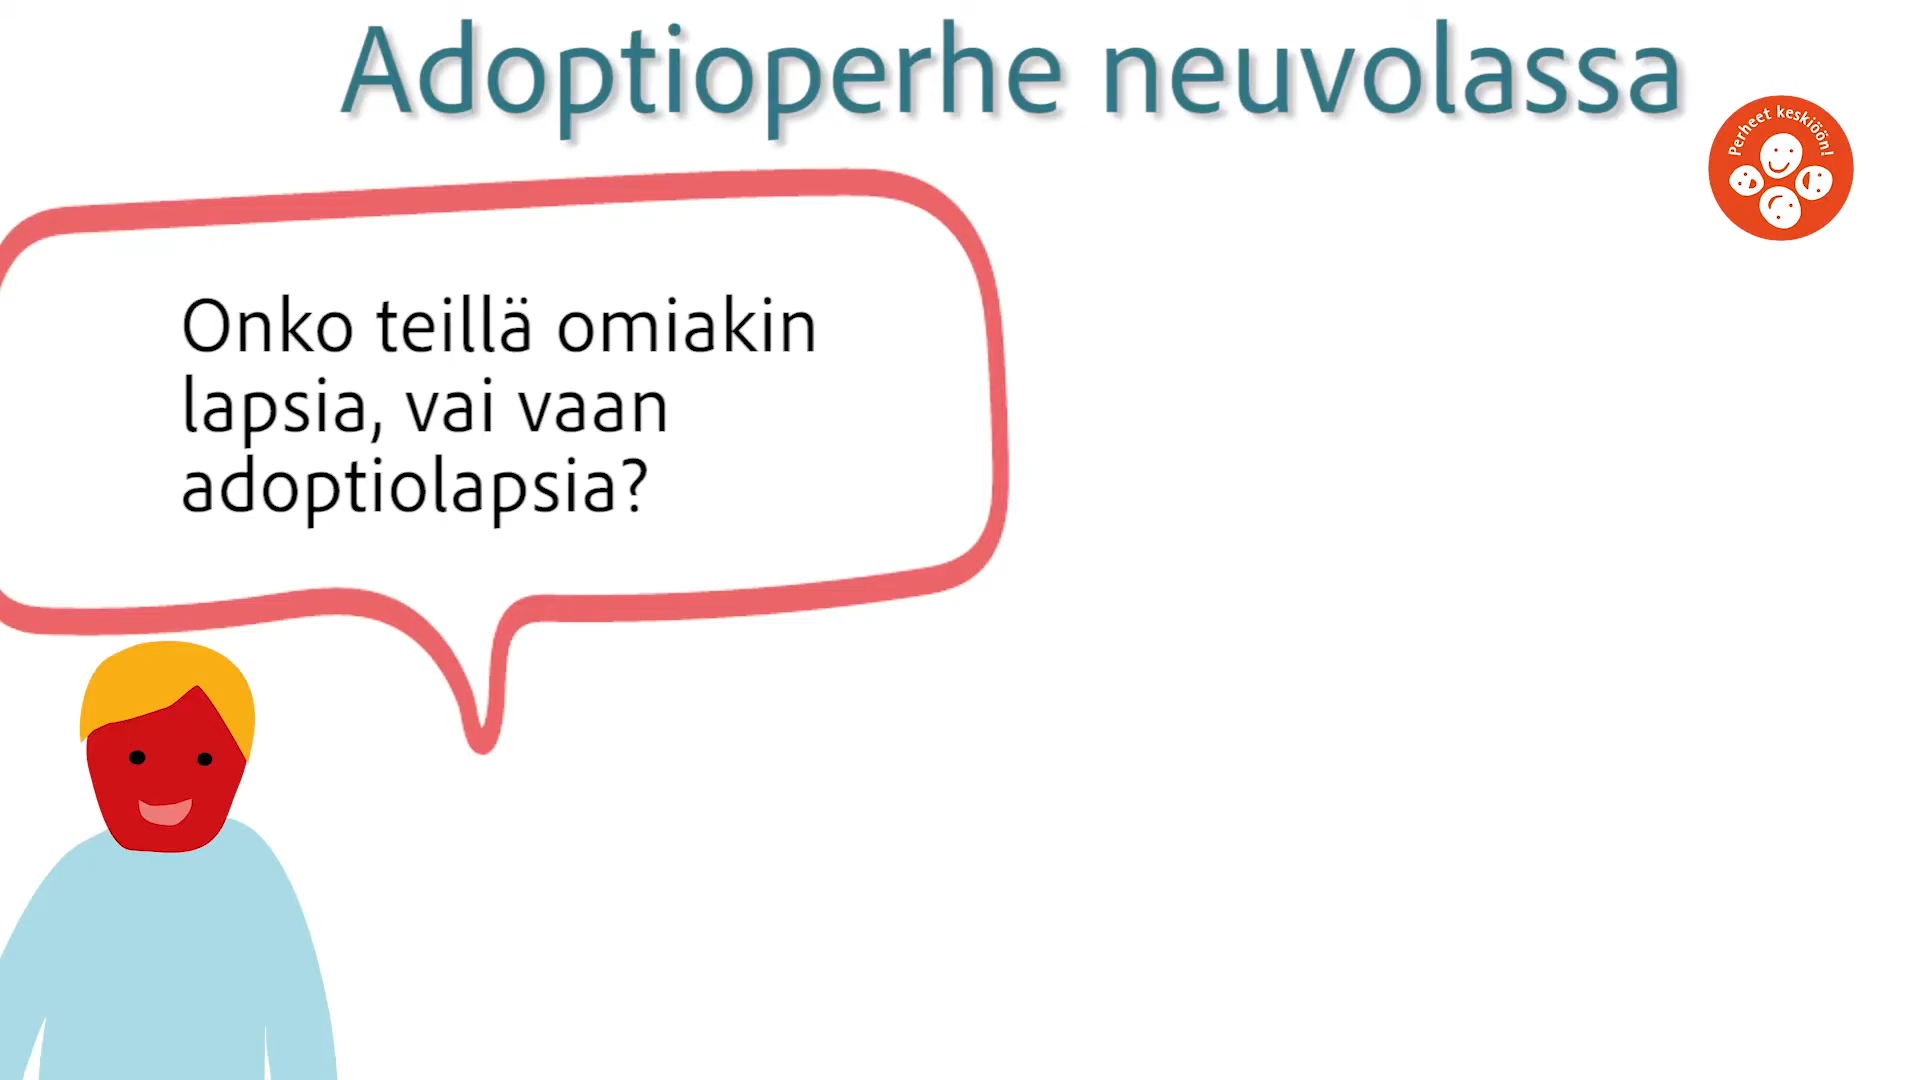 Adoptioperhe neuvolassa
Perheet keskiöön!
Onko teillä omiakin
lapsia, vai vaan
adoptiolapsia?